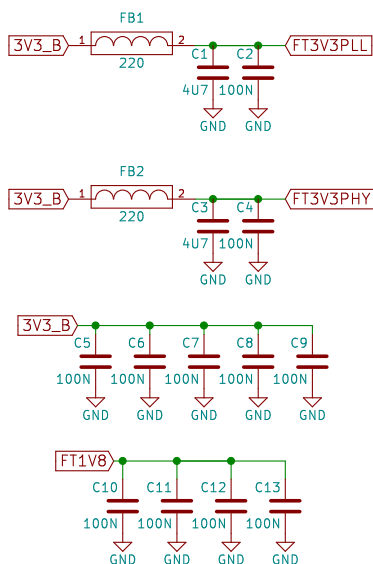 FB1
3V3_B 1 2 C1 C2 FT3V3PLL
220 4U7 100N
GND GND
FB2
3V3_B 1 2 C3 C4 FT3V3PHY
220 4U7 100N
GND GND
3V3_B
C5 C6 C7 C8 C9
100N 100N 100N 100N 100N
GND GND GND GND GND
FT1V8
C10 C11 C12 C13
100N 100N 100N 100N
GND GND GND GND